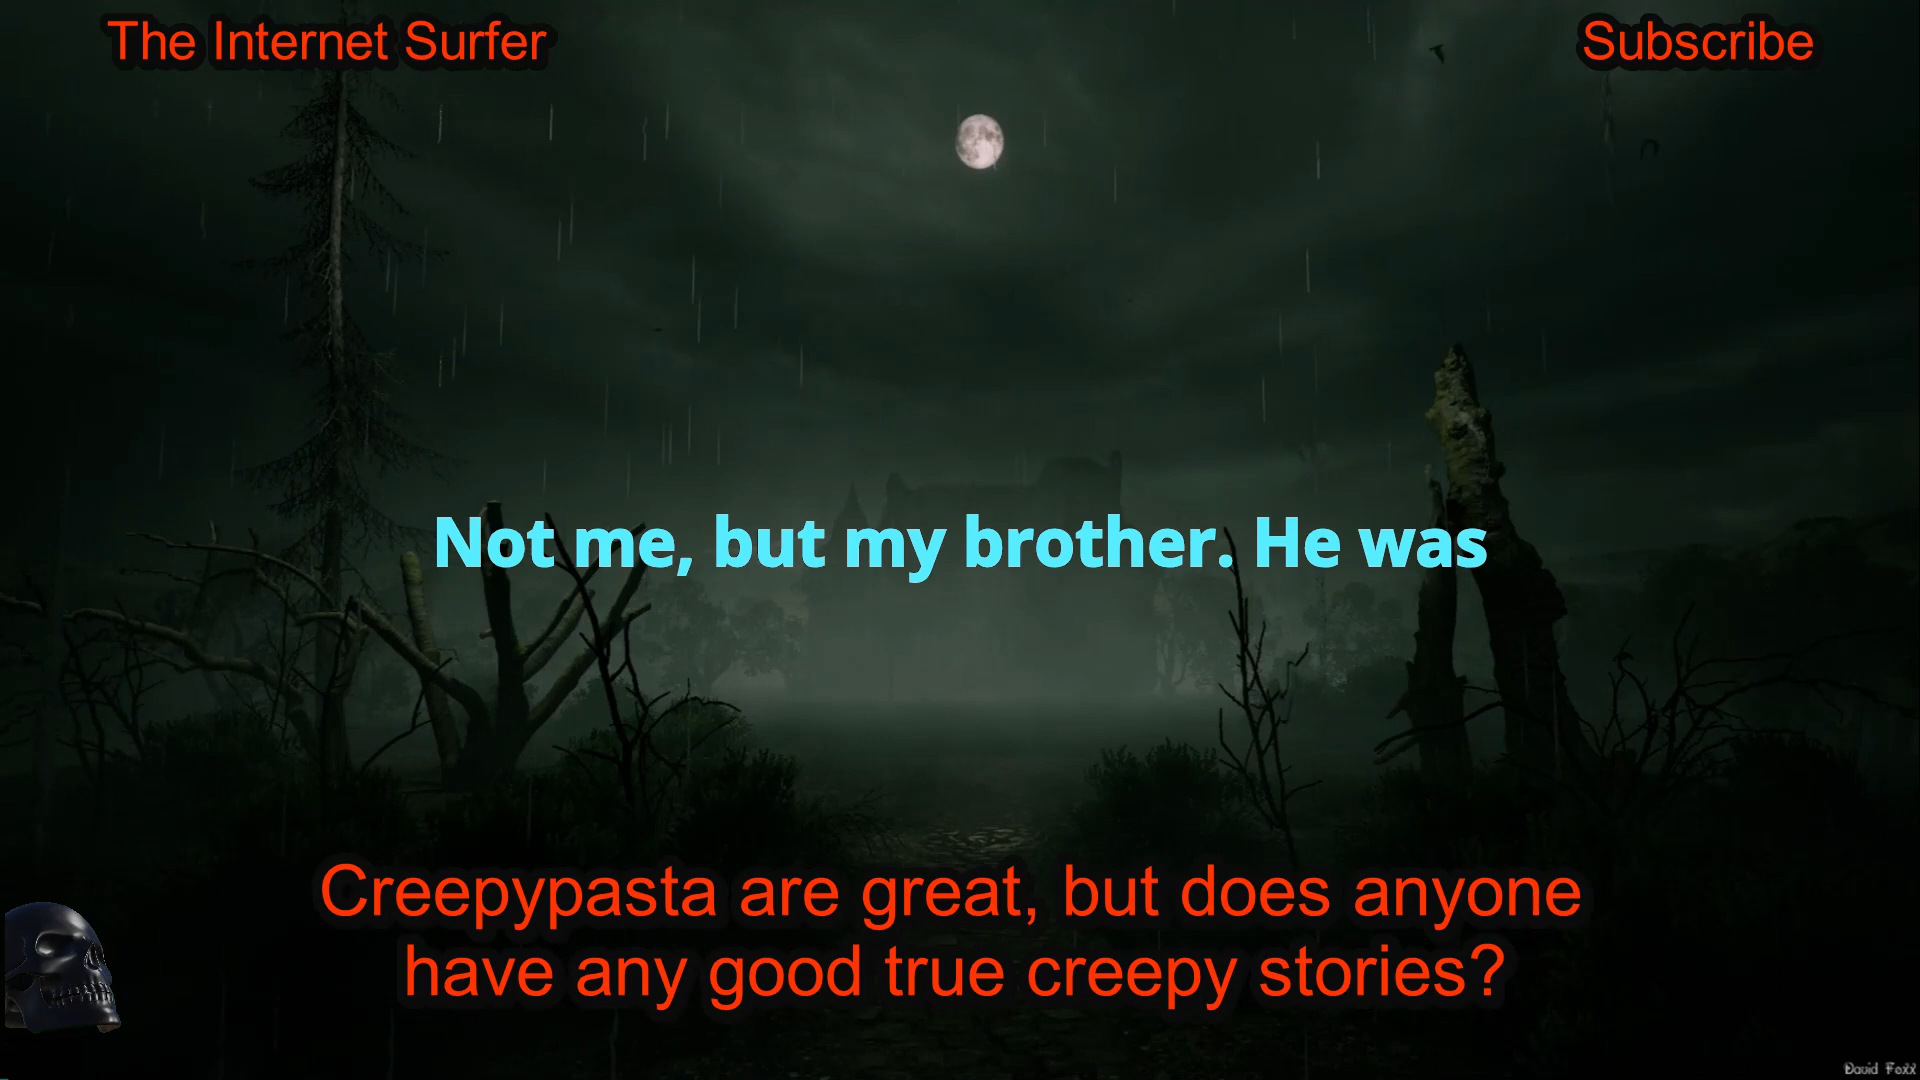 The Internet Surfer
Subscribe
Not me, but my brother. He was
Creepypasta are great, but does anyone
have any good true creepy stories?
David Foxx